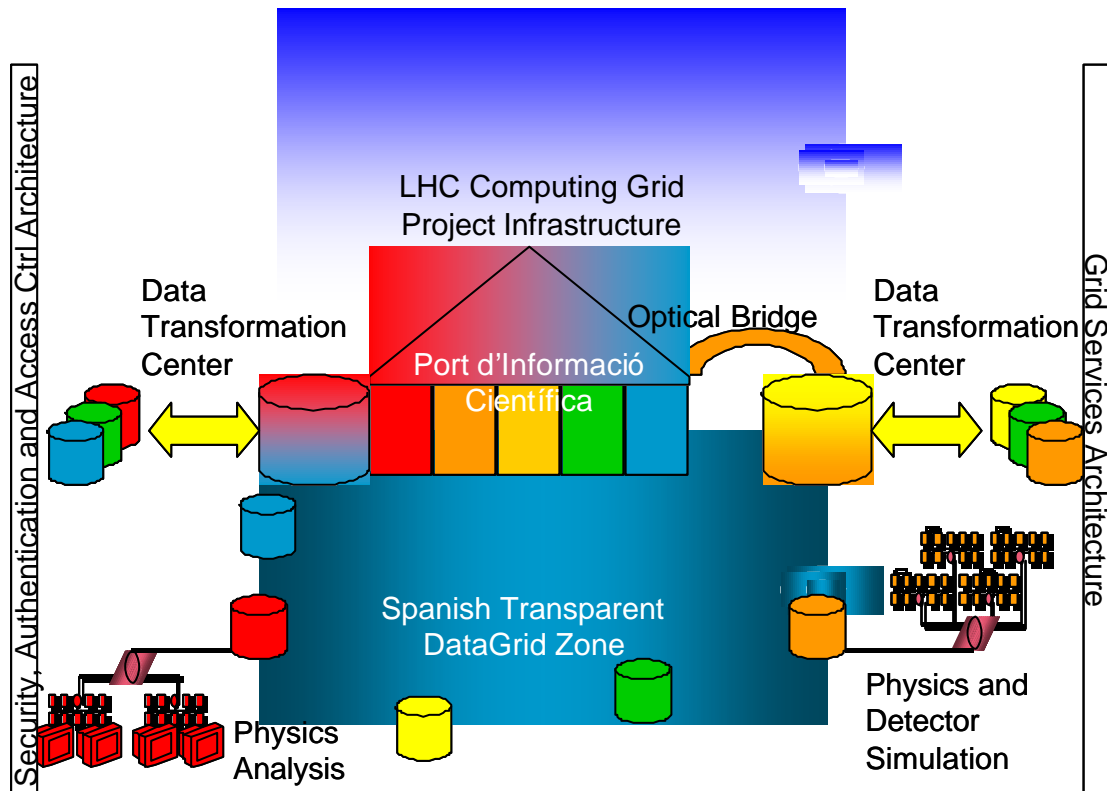 Security, Authentication and Access Ctrl Architecture
LHC Computing Grid
Project Infrastructure
Data
Transformation
Center
Optical Bridge
Data
Transformation
Center
Port d’Informació
Científica
Grid Services Architecture
Spanish Transparent
DataGrid Zone
Physics
Analysis
Physics and
Detector
Simulation